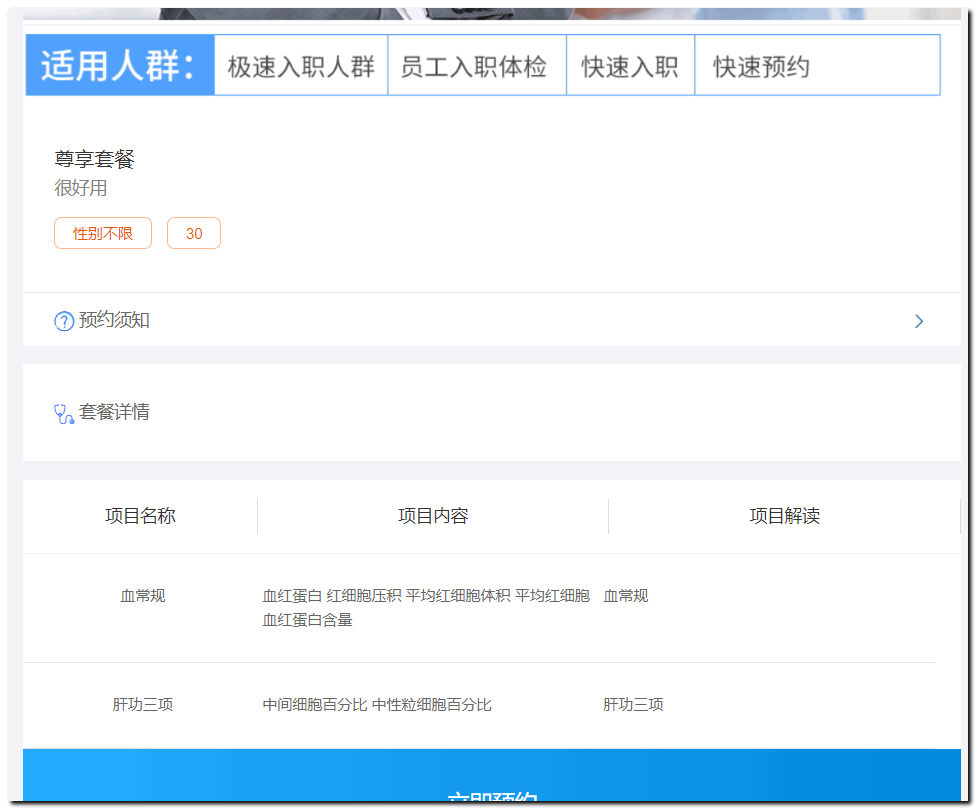 适用人群： 极速入职人群 员工入职体检 快速入职 快速预约
尊享套餐
很好用
性别不限 30
预约须知
套餐详情
项目名称 项目内容 项目解读
血常规 血红蛋白 红细胞压积 平均红细胞体积 平均红细胞 血常规
血红蛋白含量
肝功三项 中间细胞百分比 中性粒细胞百分比 肝功三项
立即预约